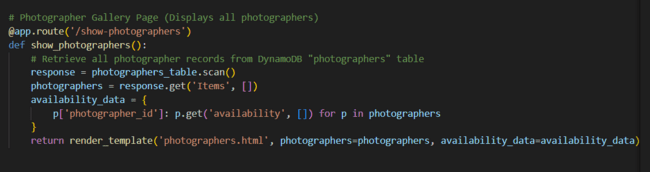 # Photographer Gallery Page (Displays all photographers)
@app.route('/show-photographers')
def show_photographers():
    # Retrieve all photographer records from DynamoDB "photographers" table
    response = photographers_table.scan()
    photographers = response.get('Items', [])
    availability_data = {
        p['photographer_id']: p.get('availability', []) for p in photographers
    }
    return render_template('photographers.html', photographers=photographers, availability_data=availability_data)